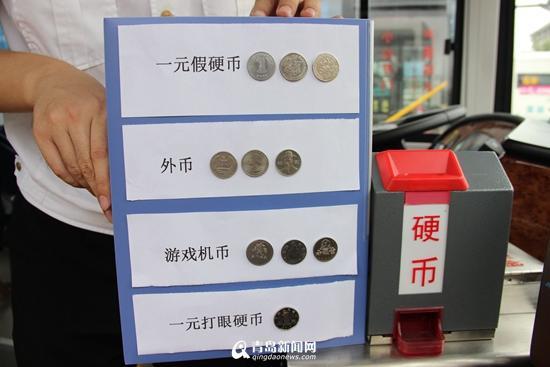 一元假硬币
外币
游戏机币
一元打眼硬币
硬币
青岛新闻网
qingdaonews.com